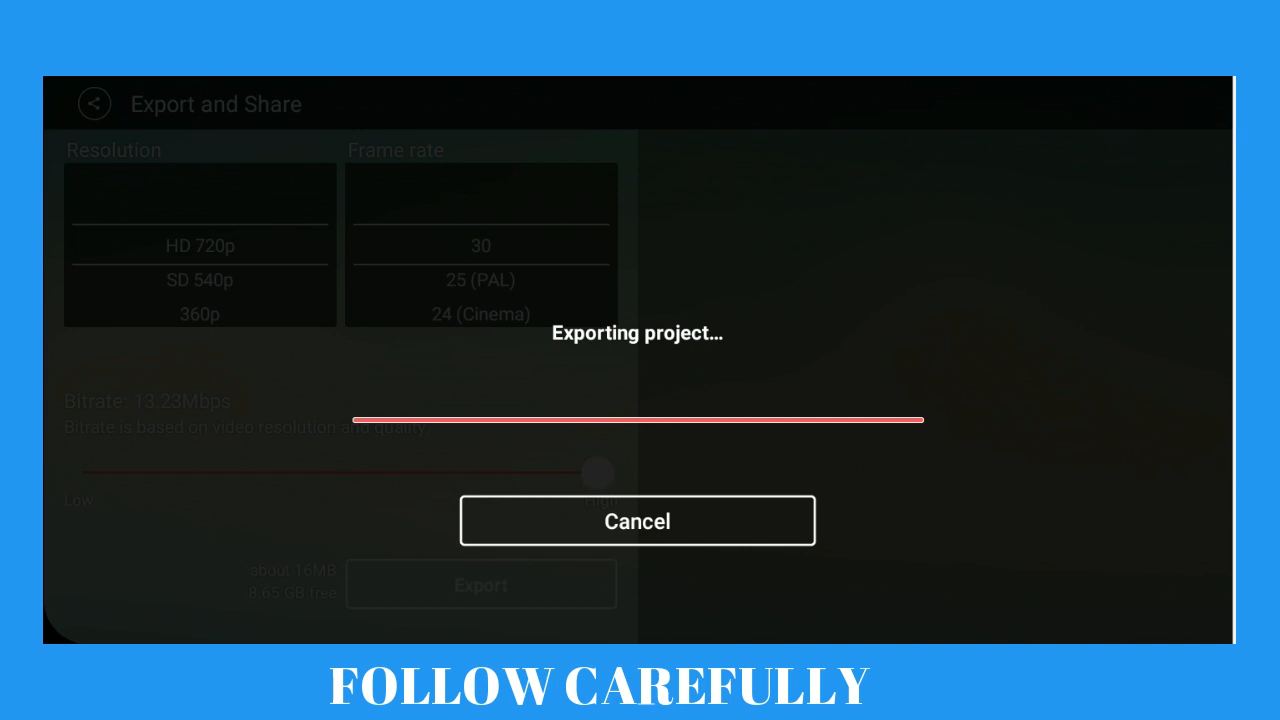 Export and Share
Resolution
Frame rate
HD 720p
30
SD 540p
25 (PAL)
360p
24 (Cinema)
Exporting project...
Bitrate: 13.23Mbps
Bitrate is based on video resolution and quality
Low
High
Cancel
about 16MB
8.65 GB free
Export
FOLLOW CAREFULLY